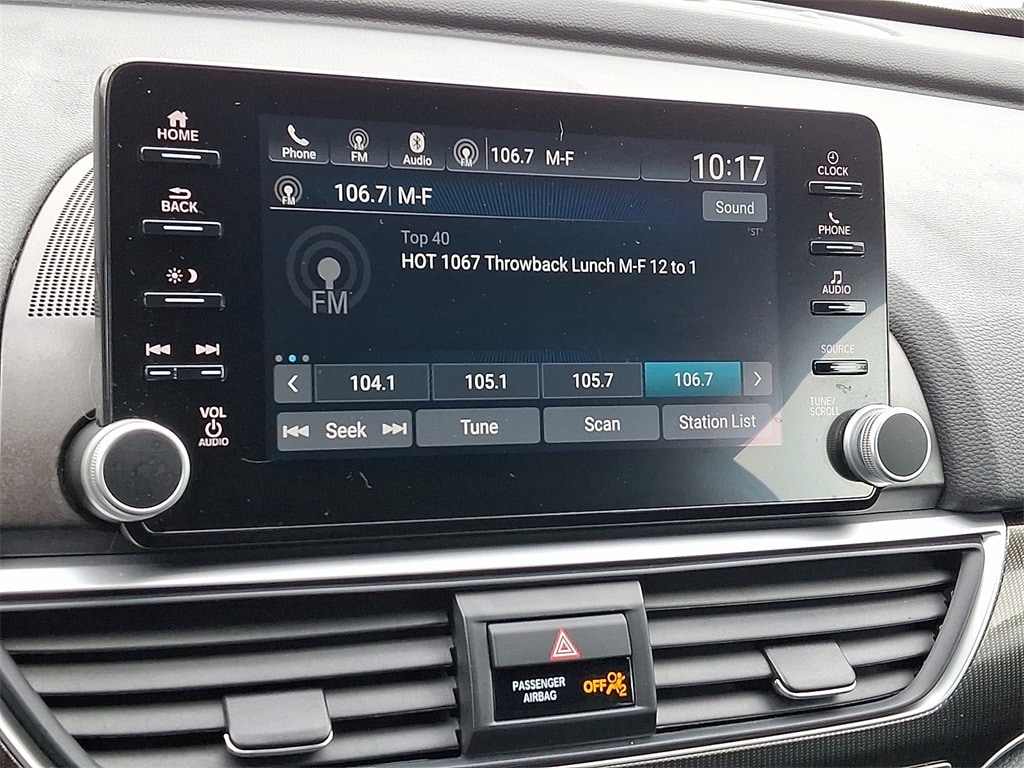 HOME
BACK
VOL
AUDIO
Phone
FM
Audio
FM
106.7 M-F
10:17
FM
106.7| M-F
Sound
"ST"
Top 40
HOT 1067 Throwback Lunch M-F 12 to 1
FM
104.1
105.1
105.7
106.7
Seek
Tune
Scan
Station List
CLOCK
PHONE
AUDIO
SOURCE
TUNE/
SCROLL
PASSENGER
AIRBAG
OFF
2